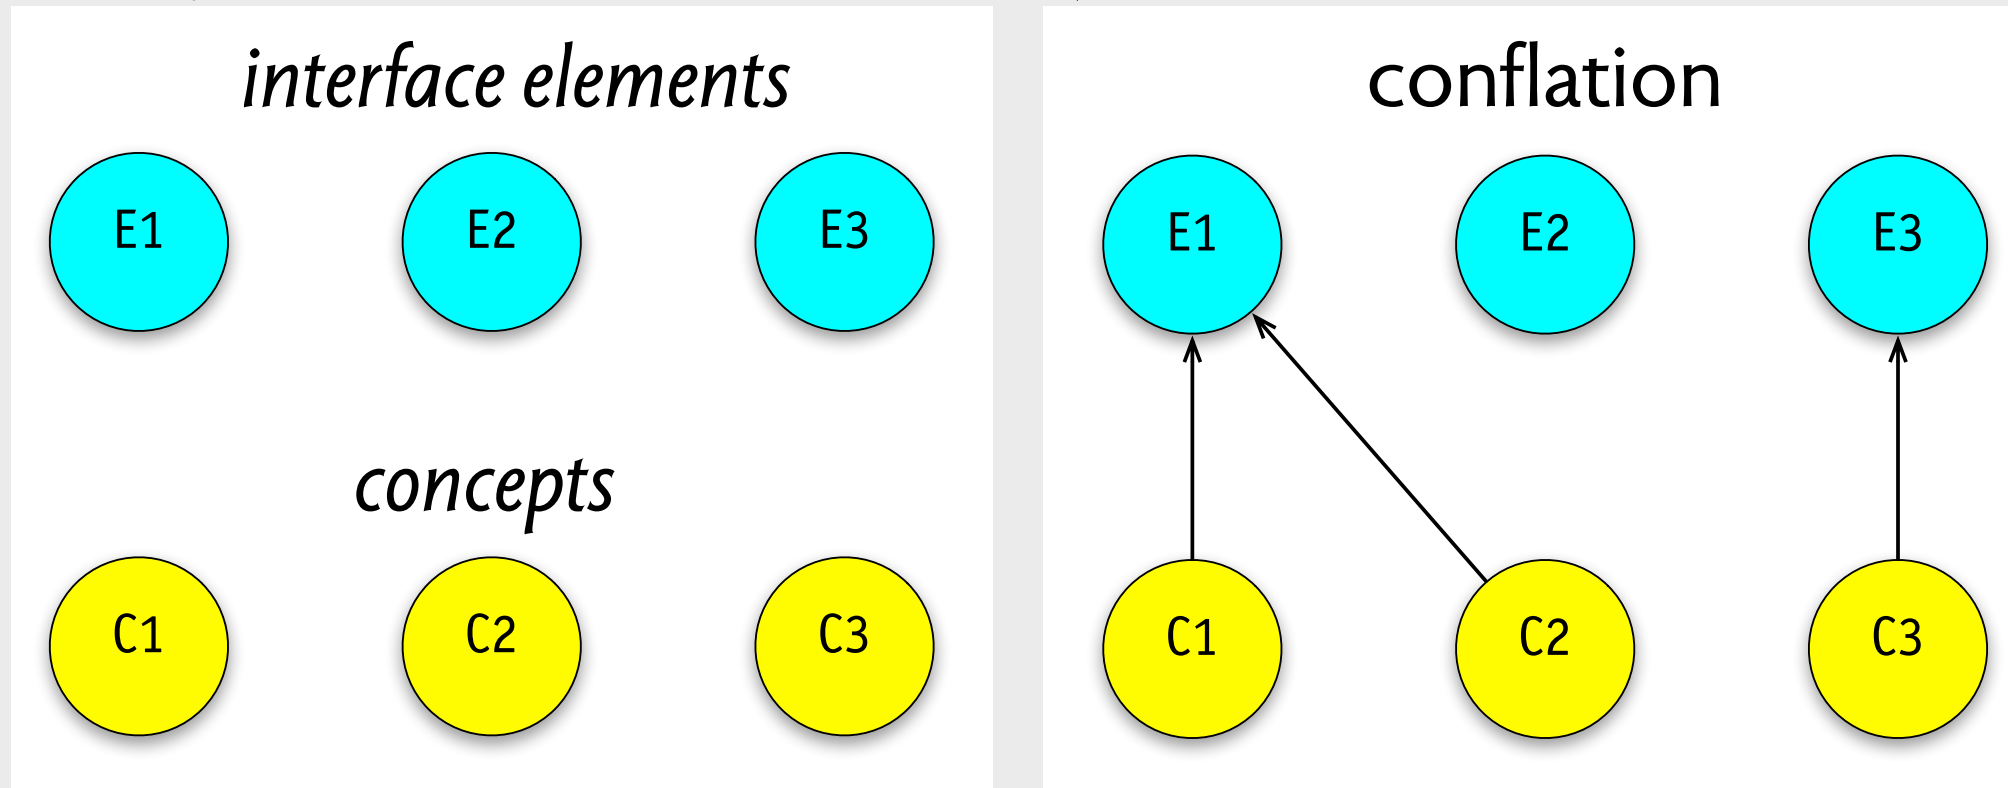 interface elements
E1 E2 E3
concepts
C1 C2 C3
conflation
E1 E2 E3
C1 C2 C3